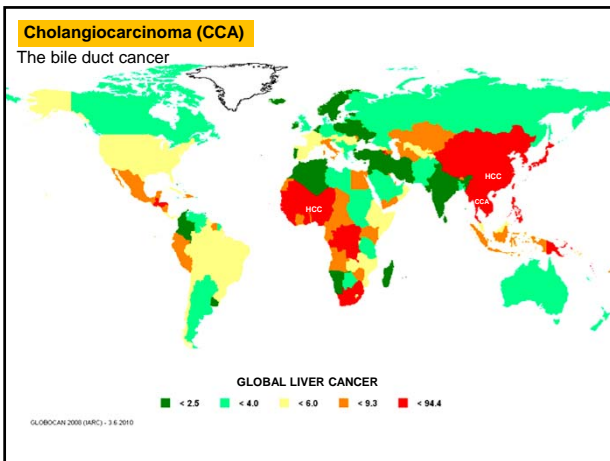 Cholangiocarcinoma (CCA)
The bile duct cancer
HCC
HCC
CCA
GLOBAL LIVER CANCER
< 2.5 < 4.0 < 6.0 < 9.3 < 94.4
GLOBOCAN 2008 (IARC) - 3.6.2010